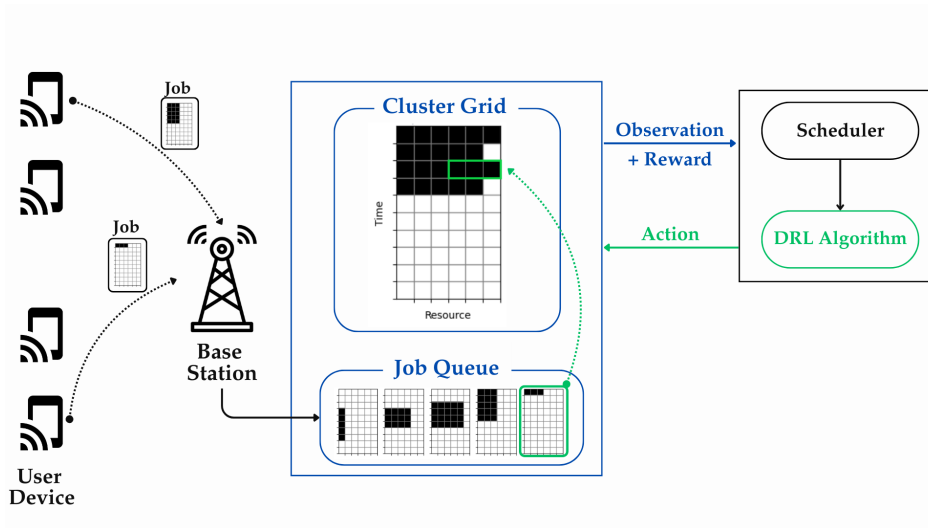 Job
Job
User
Device
Base
Station
Cluster Grid
Time
Resource
Job Queue
Observation
+ Reward
Action
Scheduler
DRL Algorithm